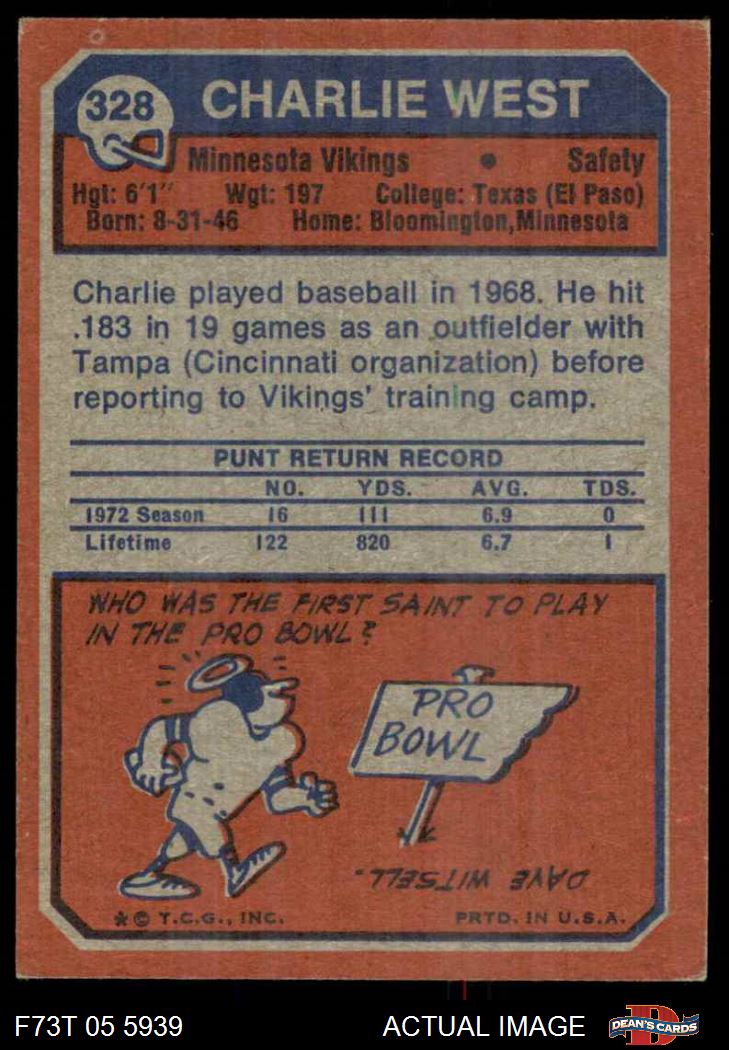 328 CHARLIE WEST
Minnesota Vikings • Safety
Hgt: 6'1" Wgt: 197 College: Texas (El Paso)
Born: 8-31-46 Home: Bloomington, Minnesota
Charlie played baseball in 1968. He hit
.183 in 19 games as an outfielder with
Tampa (Cincinnati organization) before
reporting to Vikings' training camp.
PUNT RETURN RECORD
NO. YDS. AVG. TDS.
1972 Season 16 111 6.9 0
Lifetime 122 820 6.7 1
WHO WAS THE FIRST SAINT TO PLAY
IN THE PRO BOWL?
PRO
BOWL
DAVE WITSELL.
* © T.C.G., INC. PRTD. IN U.S.A.
F73T 05 5939 ACTUAL IMAGE D DEAN'S CARDS